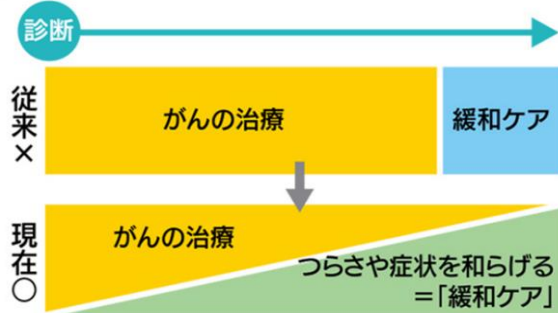 診断
従来×
がんの治療
緩和ケア
現在○
がんの治療
つらさや症状を和らげる
=「緩和ケア」